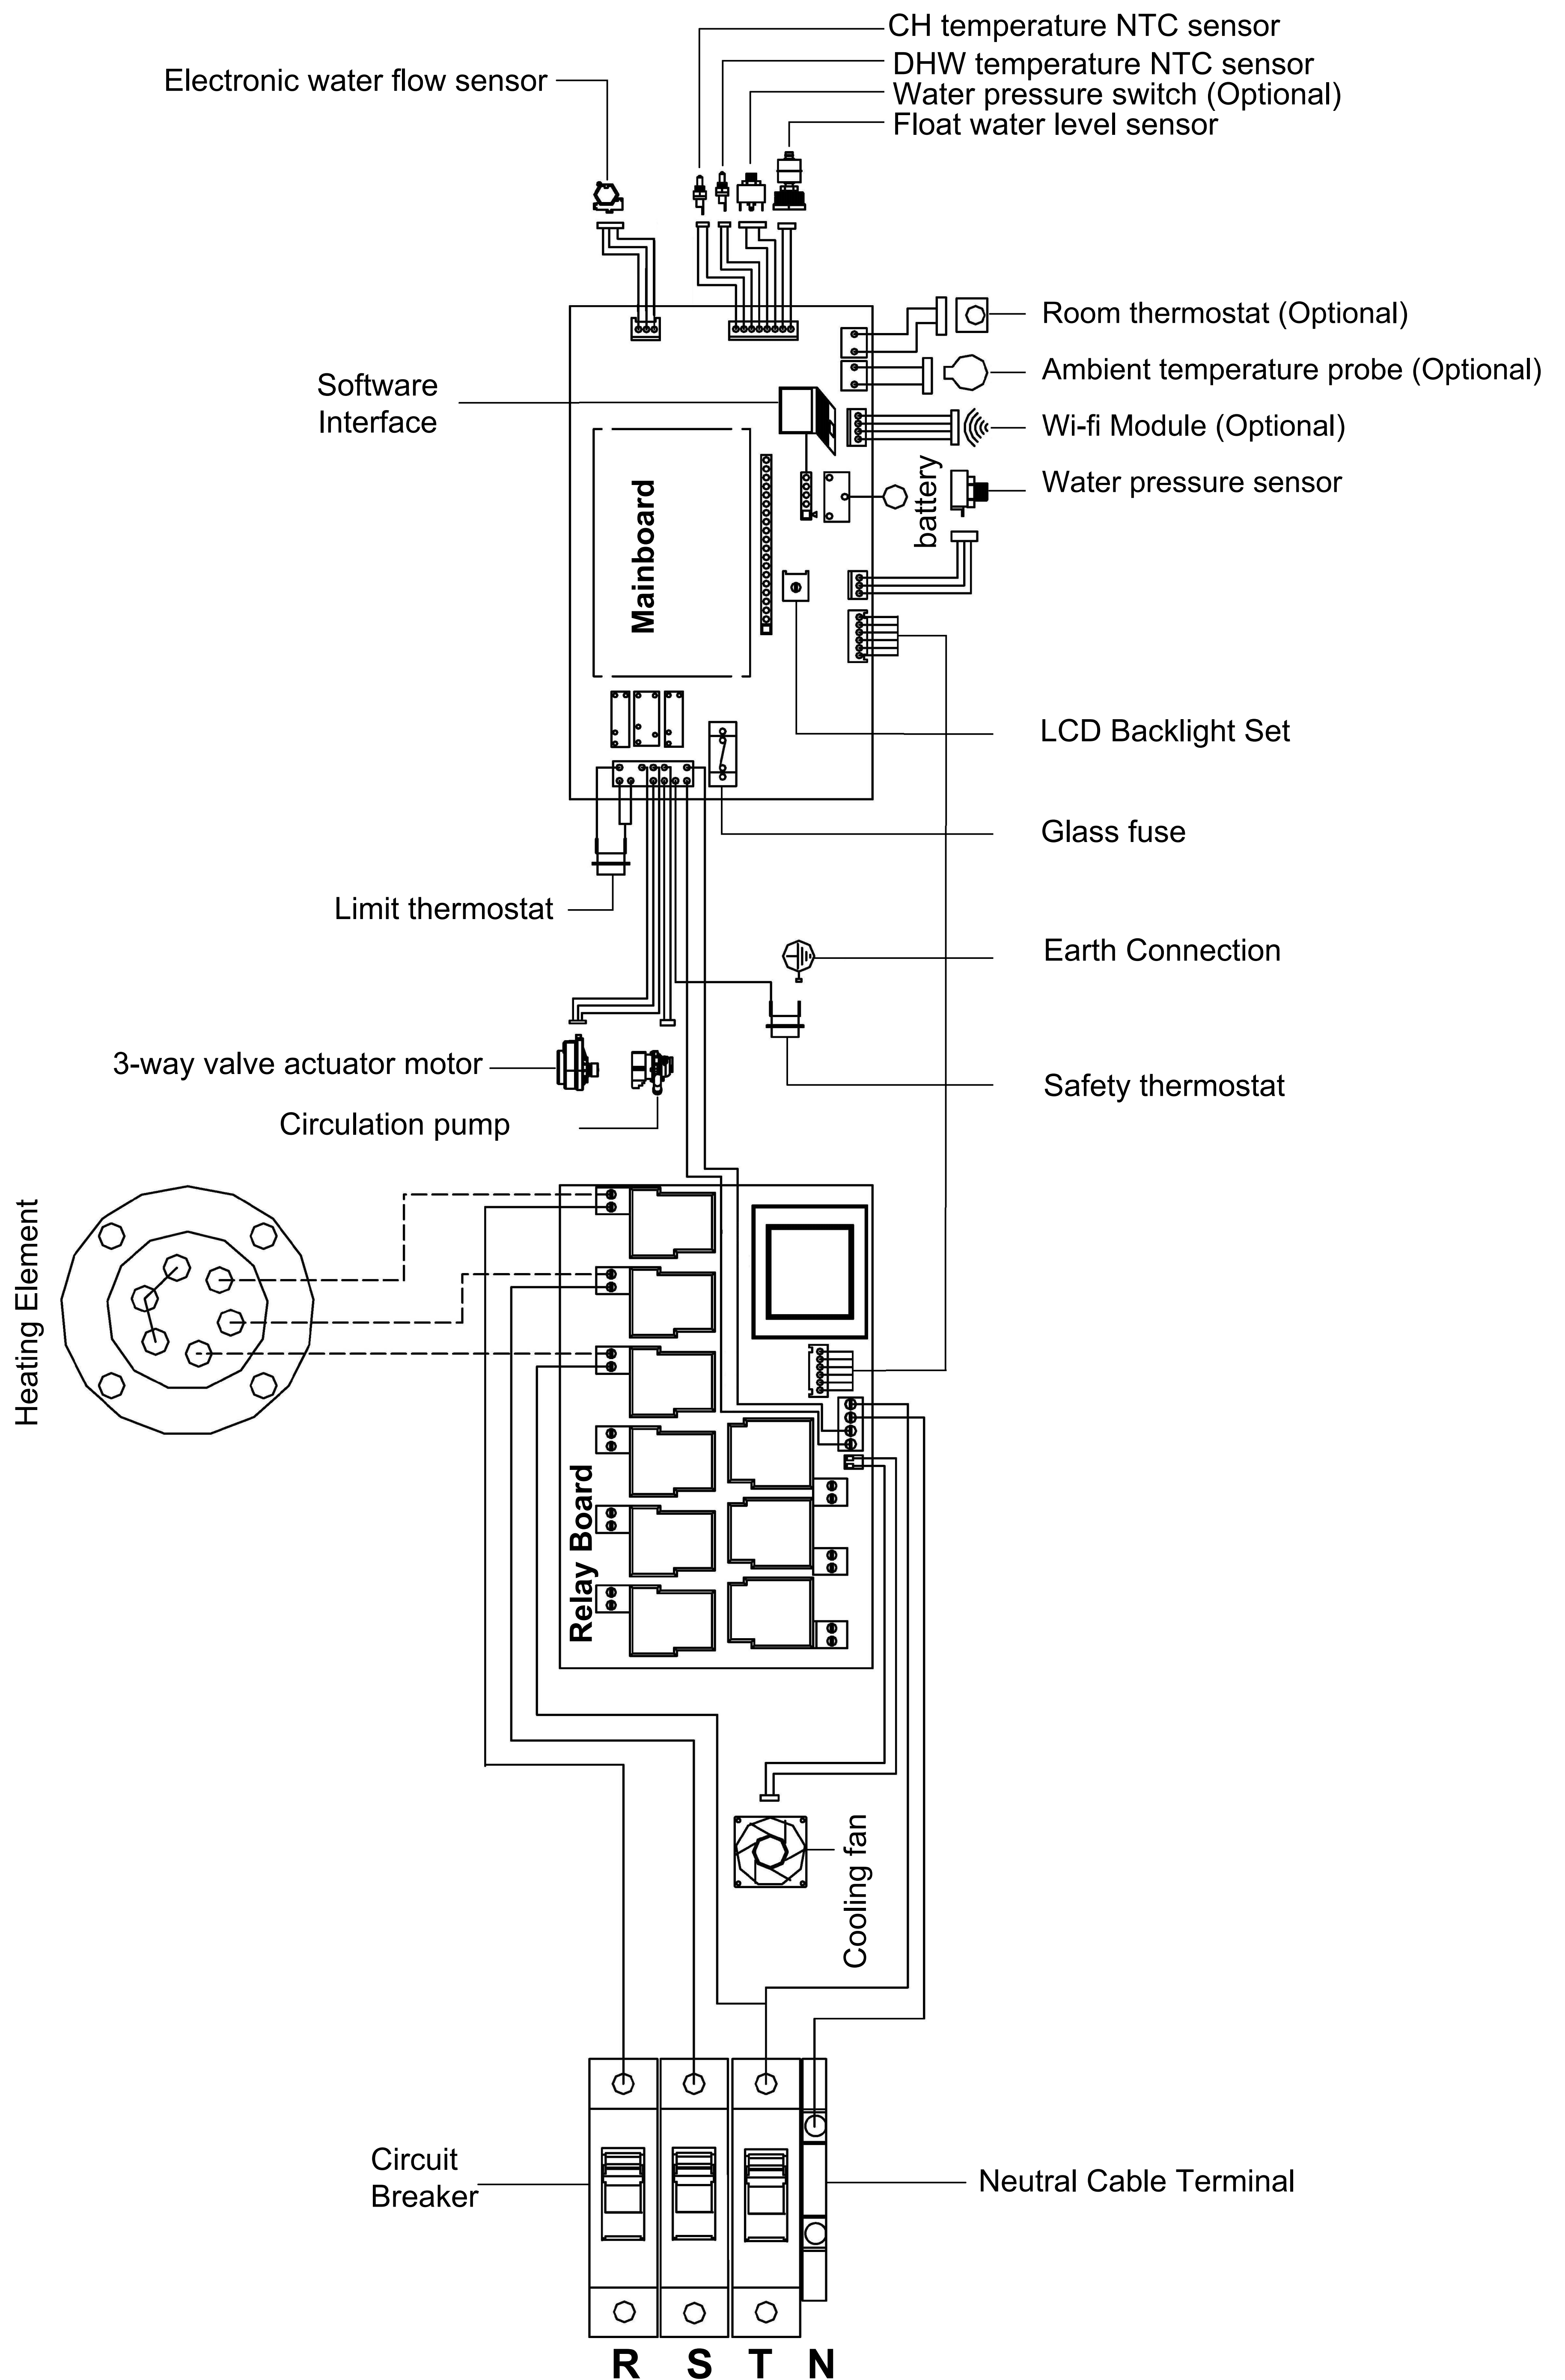 CH temperature NTC sensor
Electronic water flow sensor
DHW temperature NTC sensor
Water pressure switch (Optional)
Float water level sensor
Room thermostat (Optional)
Ambient temperature probe (Optional)
Software
Interface
Wi-fi Module (Optional)
battery
Water pressure sensor
Mainboard
LCD Backlight Set
Glass fuse
Limit thermostat
Earth Connection
3-way valve actuator motor
Safety thermostat
Circulation pump
Heating Element
Relay Board
Cooling fan
Circuit
Breaker
Neutral Cable Terminal
R S T N